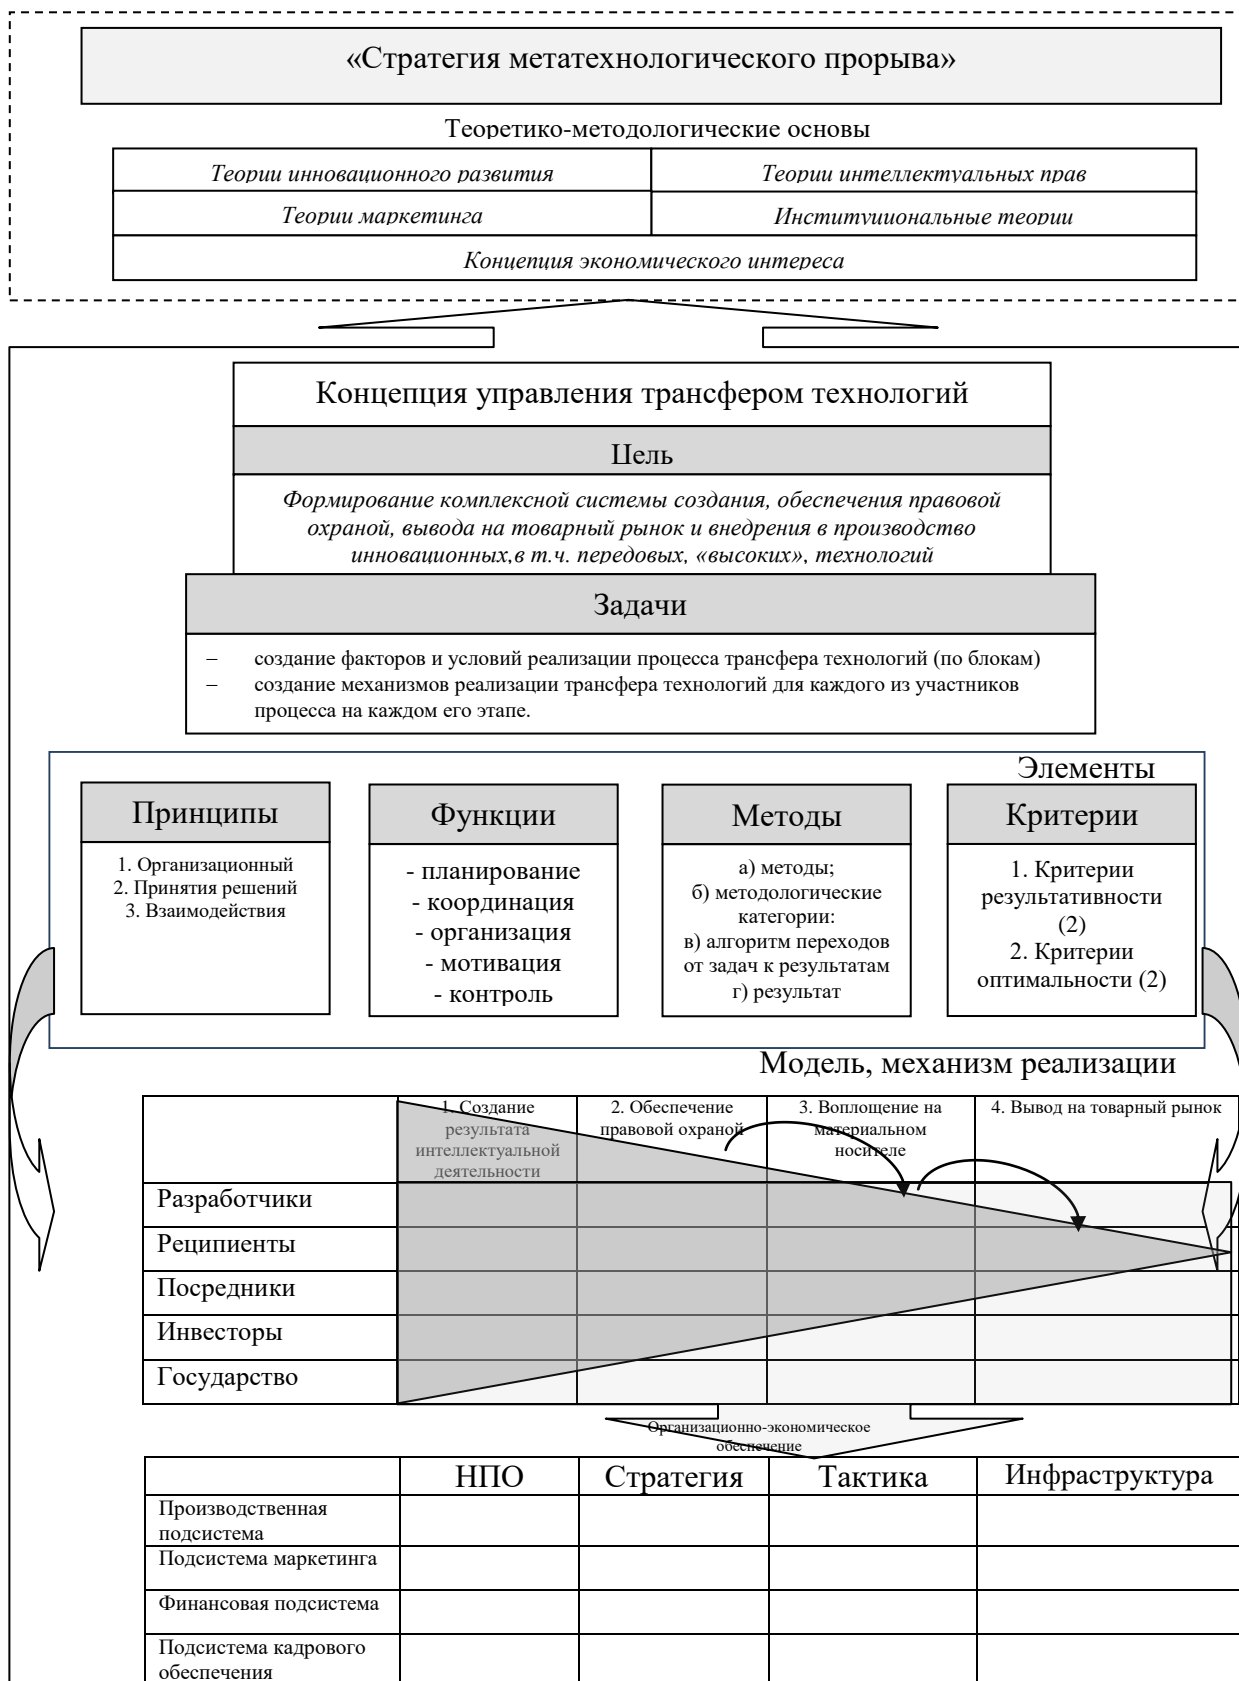 «Стратегия метатехнологического прорыва»
Теоретико-методологические основы
Теории инновационного развития
Теории интеллектуальных прав
Теории маркетинга
Институциональные теории
Концепция экономического интереса
Концепция управления трансфером технологий
Цель
Формирование комплексной системы создания, обеспечения правовой
охраной, вывода на товарный рынок и внедрения в производство
инновационных,в т.ч. передовых, «высоких», технологий
Задачи
– создание факторов и условий реализации процесса трансфера технологий (по блокам)
– создание механизмов реализации трансфера технологий для каждого из участников
процесса на каждом его этапе.
Элементы
Принципы
1. Организационный
2. Принятия решений
3. Взаимодействия
Функции
- планирование
- координация
- организация
- мотивация
- контроль
Методы
а) методы;
б) методологические
категории:
в) алгоритм переходов
от задач к результатам
г) результат
Критерии
1. Критерии
результативности
(2)
2. Критерии
оптимальности (2)
Модель, механизм реализации
1. Создание
результата
интеллектуальной
деятельности
2. Обеспечение
правовой охраной
3. Воплощение на
материальном
носителе
4. Вывод на товарный рынок
Разработчики
Реципиенты
Посредники
Инвесторы
Государство
Организационно-экономическое
обеспечение
НПО
Стратегия
Тактика
Инфраструктура
Производственная
подсистема
Подсистема маркетинга
Финансовая подсистема
Подсистема кадрового
обеспечения